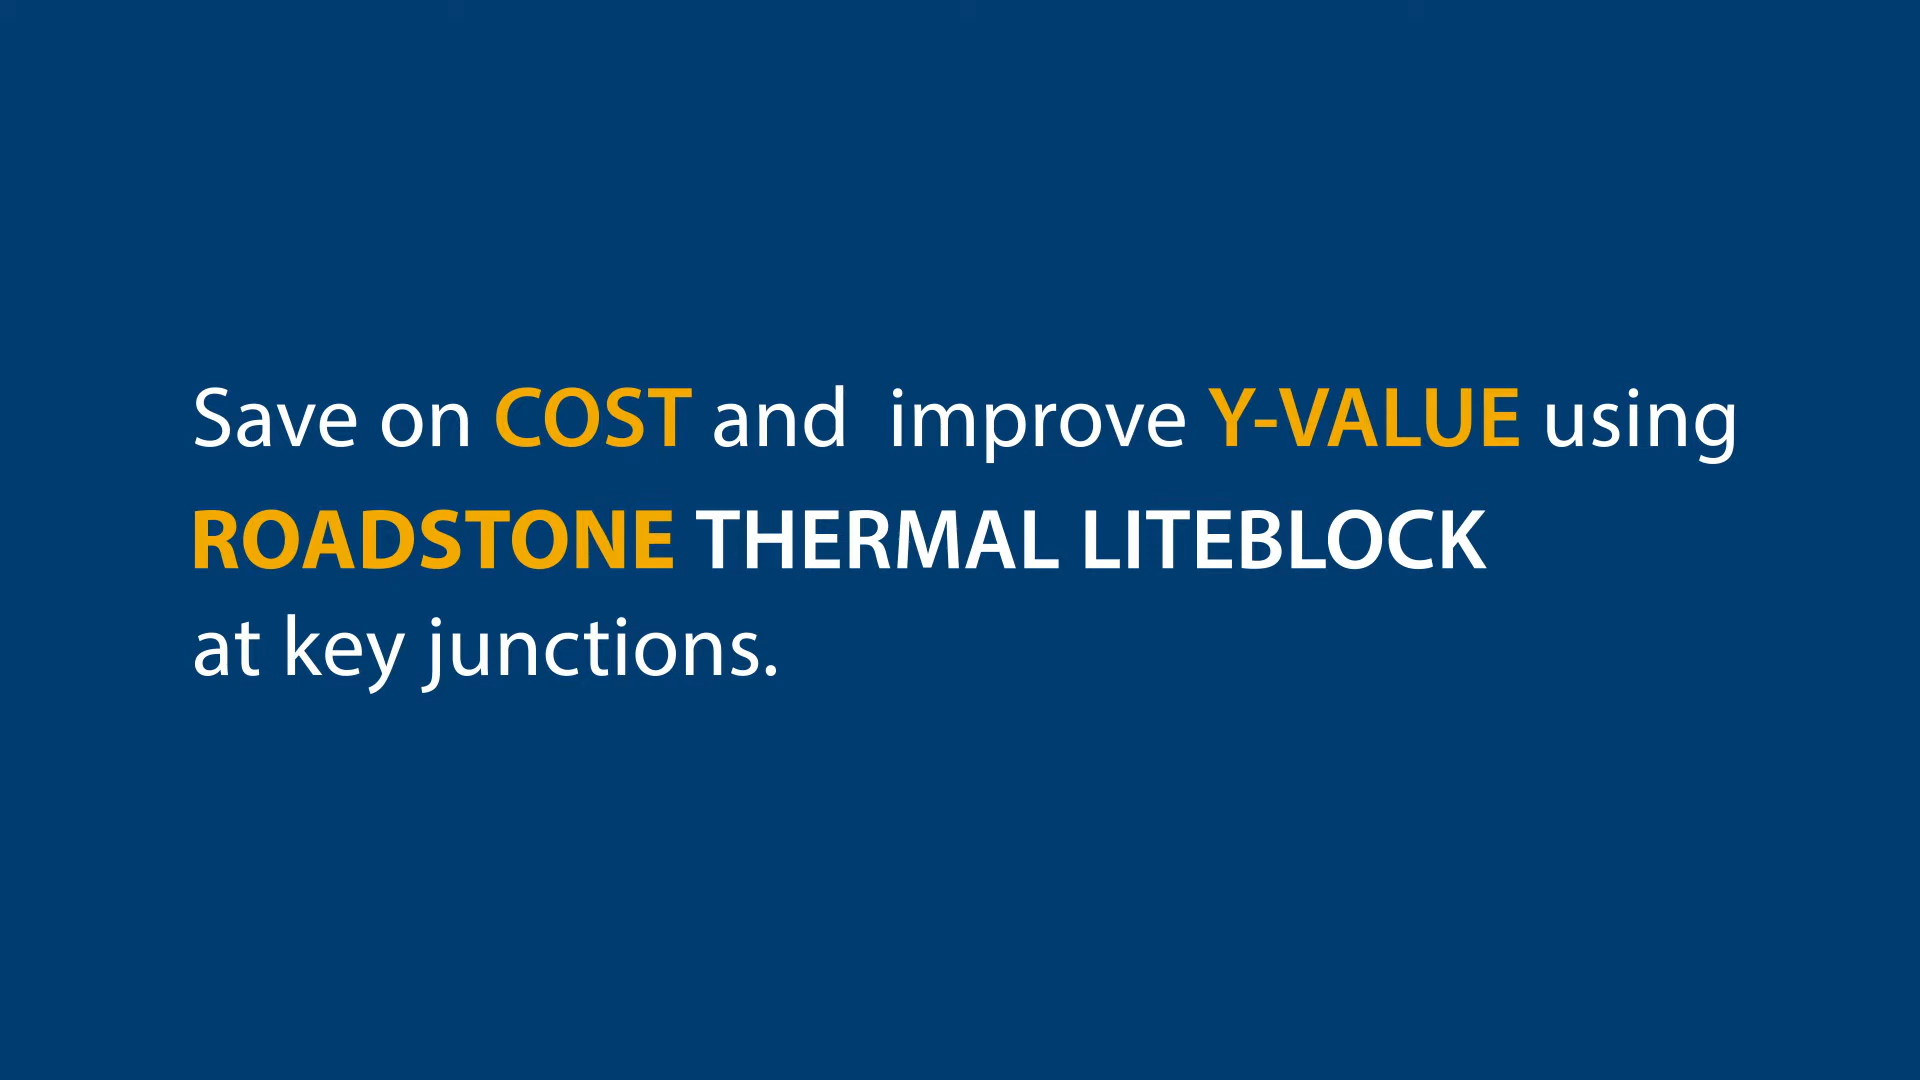 Save on COST and  improve Y-VALUE using
ROADSTONE THERMAL LITEBLOCK
at key junctions.